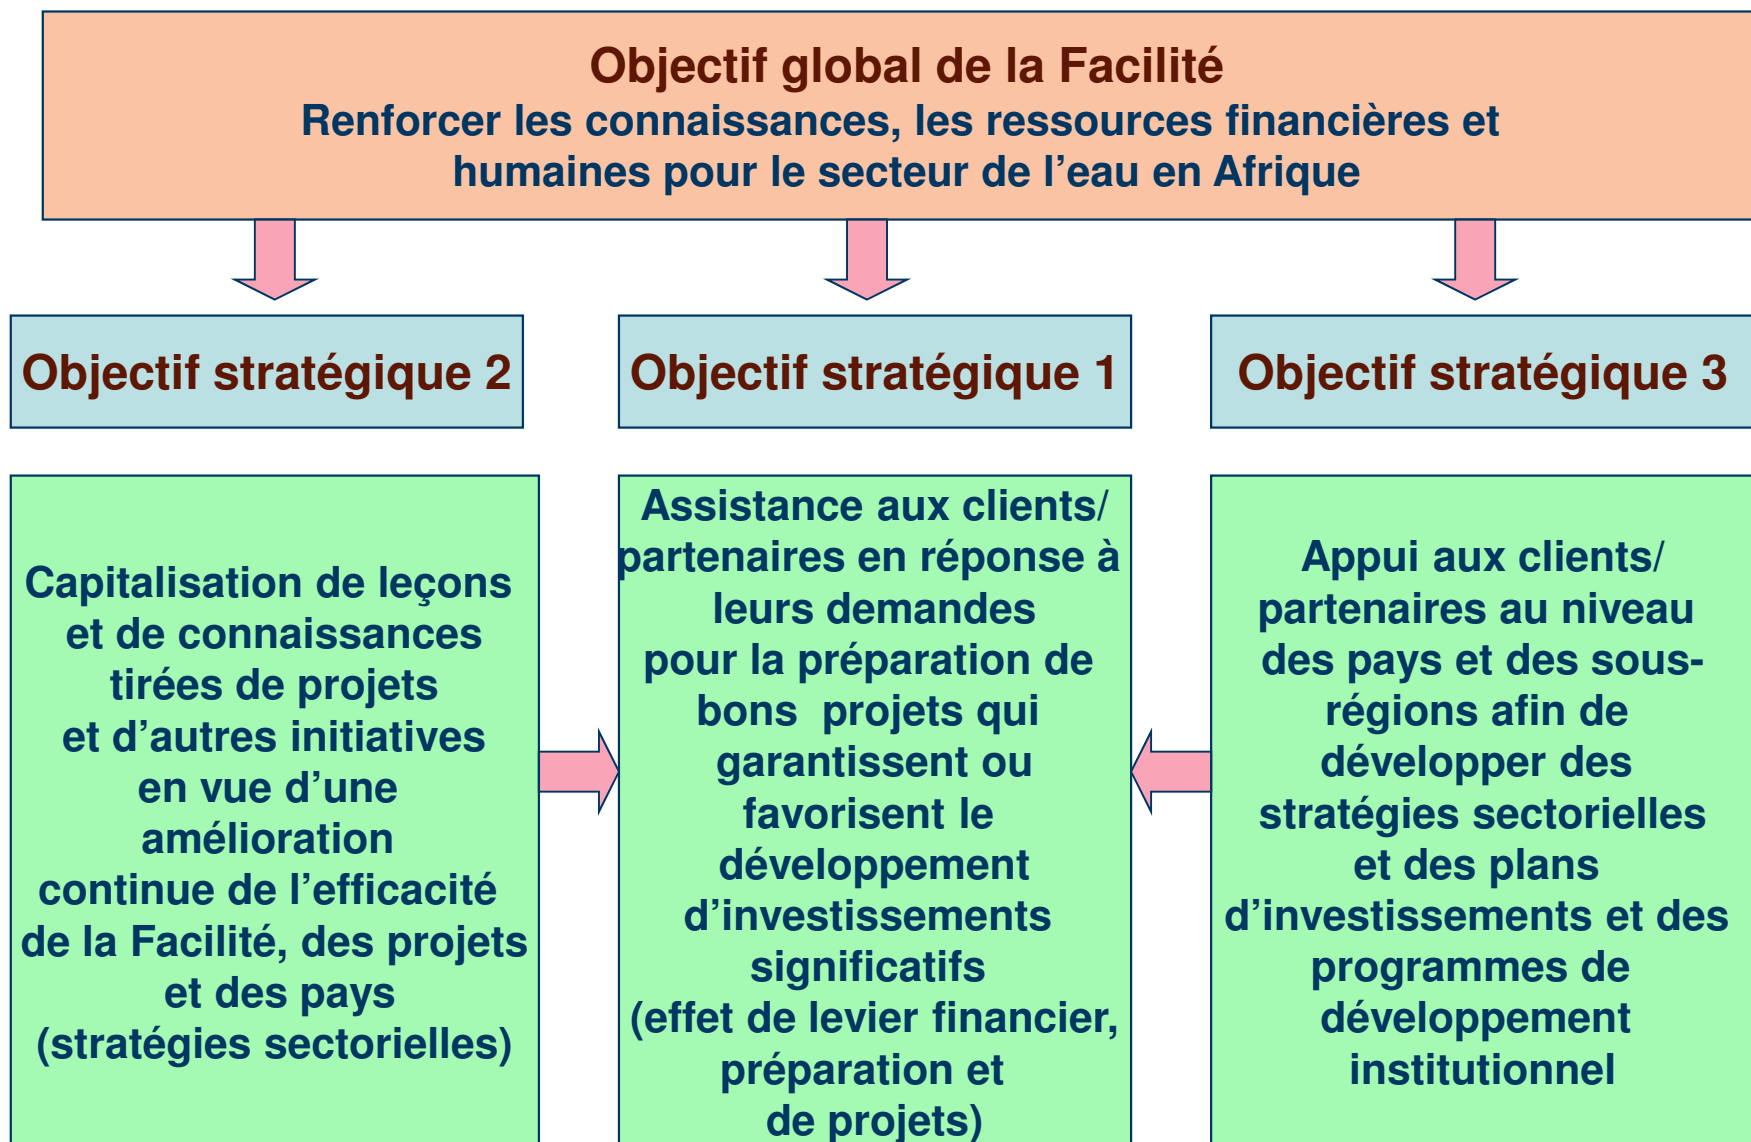 Objectif global de la Facilité
Renforcer les connaissances, les ressources financières et
humaines pour le secteur de l’eau en Afrique
Objectif stratégique 2
Objectif stratégique 1
Objectif stratégique 3
Capitalisation de leçons
et de connaissances
tirées de projets
et d’autres initiatives
en vue d’une
amélioration
continue de l’efficacité
de la Facilité, des projets
et des pays
(stratégies sectorielles)
Assistance aux clients/
partenaires en réponse à
leurs demandes
pour la préparation de
bons projets qui
garantissent ou
favorisent le
développement
d’investissements
significatifs
(effet de levier financier,
préparation et
de projets)
Appui aux clients/
partenaires au niveau
des pays et des sous-
régions afin de
développer des
stratégies sectorielles
et des plans
d’investissements et des
programmes de
développement
institutionnel